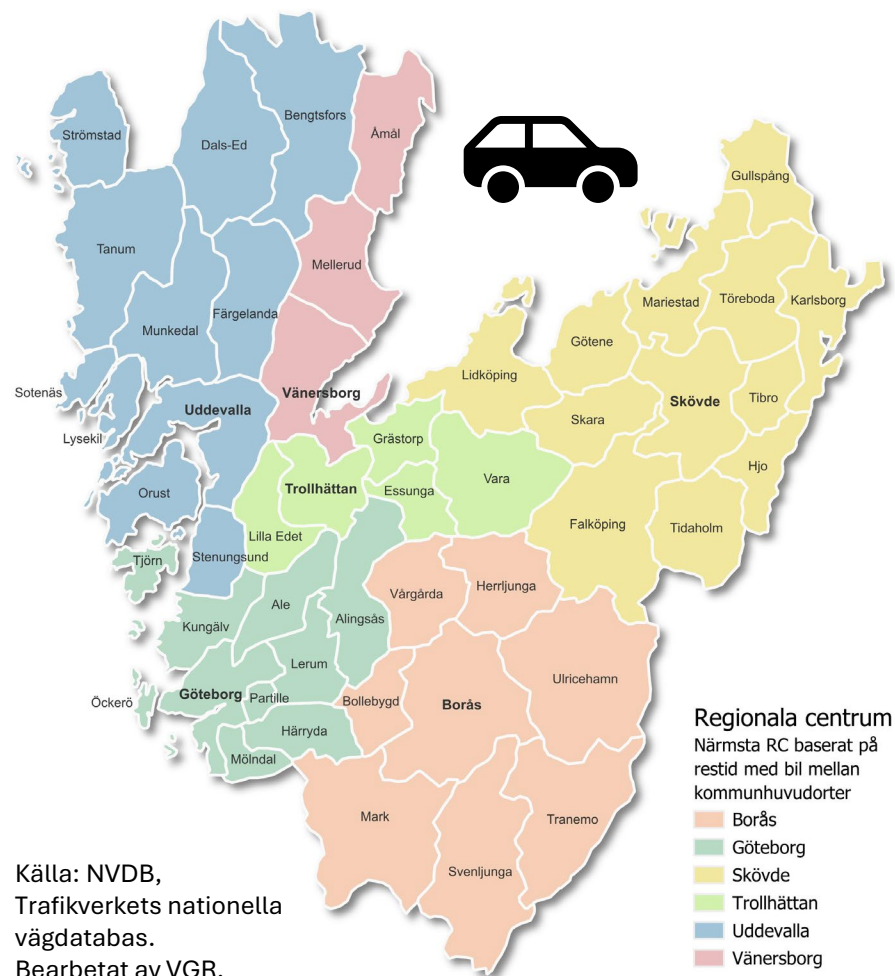 Strömstad
Dals-Ed
Bengtsfors
Åmål
Gullspång
Tanum
Mellerud
Munkedal
Färgelanda
Mariestad
Töreboda
Karlsborg
Götene
Lidköping
Sotenäs
Vänersborg
Uddevalla
Skövde
Tibro
Lysekil
Skara
Grästorp
Hjo
Trollhättan
Essunga
Vara
Orust
Falköping
Tidaholm
Lilla Edet
Stenungsund
Tjörn
Vårgårda
Herrljunga
Ale
Alingsås
Kungälv
Lerum
Ulricehamn
Öckerö
Göteborg
Partille
Bollebygd
Borås
Härryda
Mölndal
Mark
Tranemo
Svenljunga
Regionala centrum
Närmsta RC baserat på
restid med bil mellan
kommunhuvudorter
Borås
Göteborg
Skövde
Trollhättan
Uddevalla
Vänersborg
Källa: NVDB,
Trafikverkets nationella
vägdatabas.
Bearbetat av VGR.